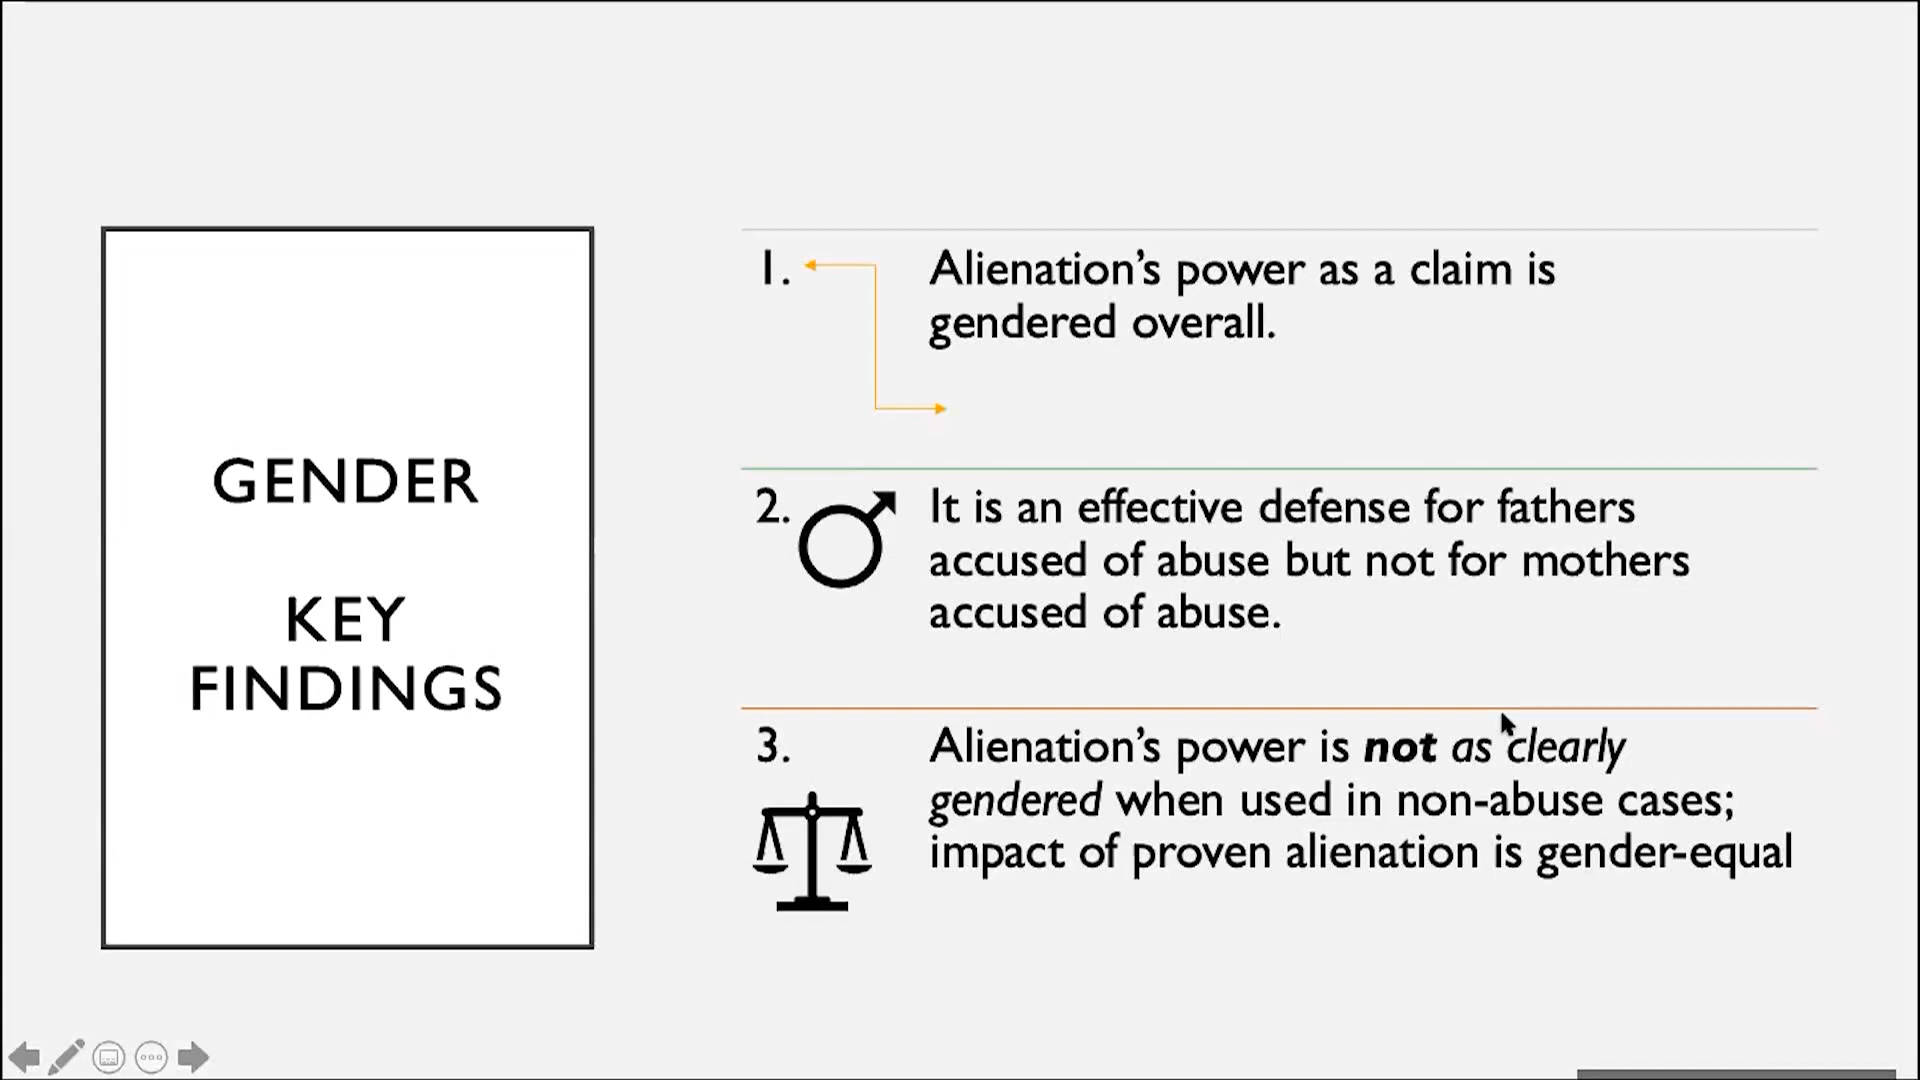 GENDER
KEY
FINDINGS
1. Alienation’s power as a claim is
gendered overall.
2. It is an effective defense for fathers
accused of abuse but not for mothers
accused of abuse.
3. Alienation’s power is not as clearly
gendered when used in non-abuse cases;
impact of proven alienation is gender-equal